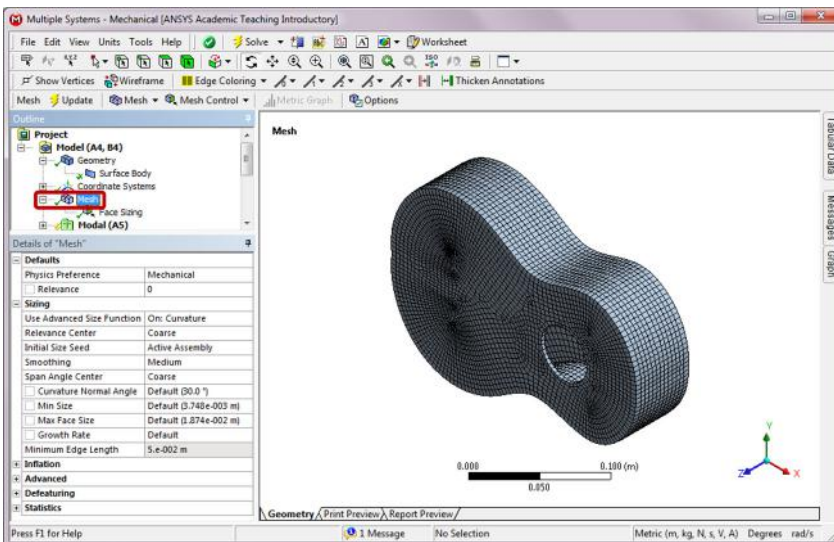 Multiple Systems - Mechanical [ANSYS Academic Teaching Introductory]
File Edit View Units Tools Help Solve Worksheet
Show Vertices Wireframe Edge Coloring Thicken Annotations
Mesh Update Mesh Mesh Control Metric Graph Options
Outline
Project
Model (A4, B4)
Geometry
Surface Body
Coordinate Systems
Mesh
Face Sizing
Modal (A5)
Details of "Mesh"
Defaults
Physics Preference Mechanical
Relevance 0
Sizing
Use Advanced Size Function On: Curvature
Relevance Center Coarse
Initial Size Seed Active Assembly
Smoothing Medium
Span Angle Center Coarse
Curvature Normal Angle Default (30.0 °)
Min Size Default (3.748e-003 m)
Max Face Size Default (1.874e-002 m)
Growth Rate Default
Minimum Edge Length 5.e-002 m
Inflation
Advanced
Defeaturing
Statistics
Mesh
0.000 0.100 (m)
0.050
Y
Z X
Geometry Print Preview Report Preview
Tabular Data
Messages
Graph
Press F1 for Help 1 Message No Selection Metric (m, kg, N, s, V, A) Degrees rad/s